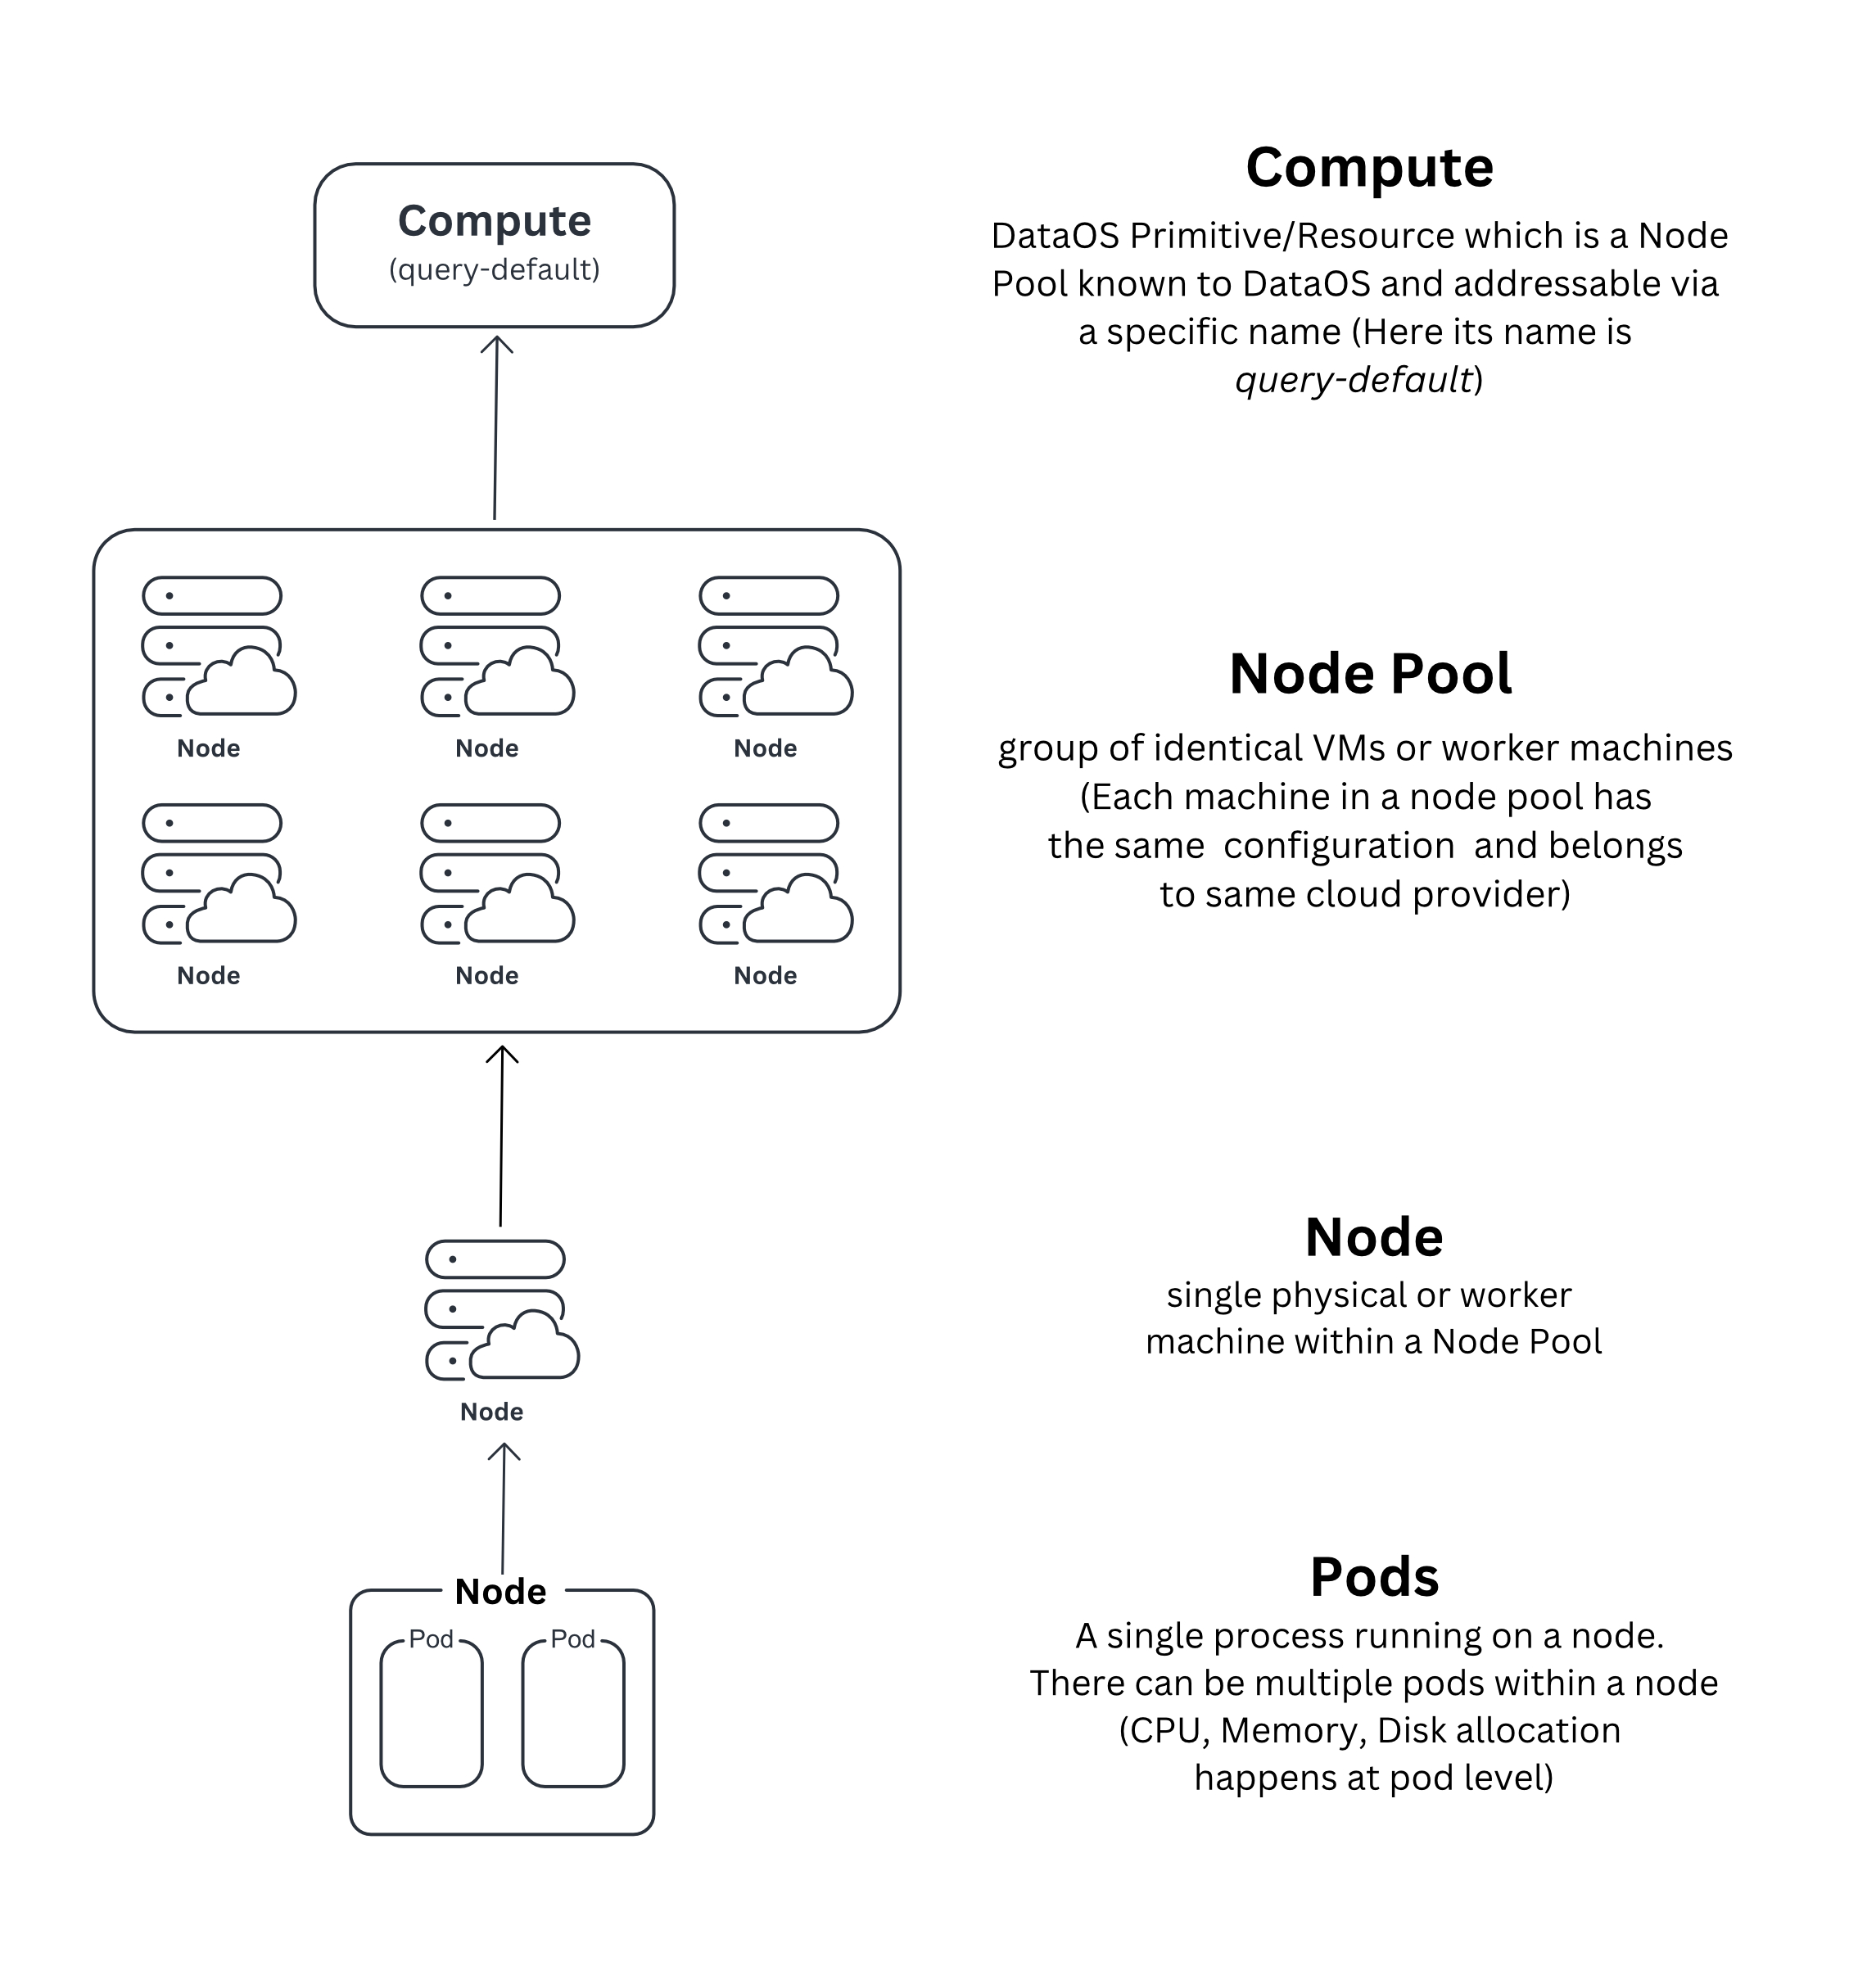 Compute
(query-default)
Compute
DataOS Primitive/Resource which is a Node
Pool known to DataOS and addressable via
a specific name (Here its name is
query-default)
Node
Node
Node
Node
Node
Node
Node Pool
group of identical VMs or worker machines
(Each machine in a node pool has
the same configuration and belongs
to same cloud provider)
Node
Node
single physical or worker
machine within a Node Pool
Node
Pod
Pod
Pods
A single process running on a node.
There can be multiple pods within a node
(CPU, Memory, Disk allocation
happens at pod level)